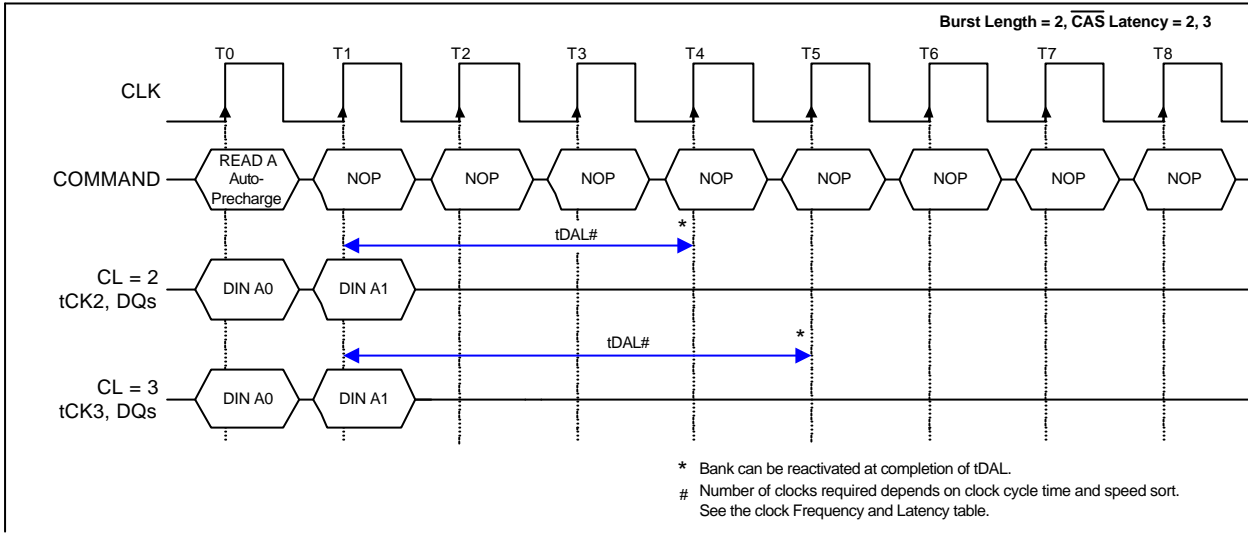 Burst Length = 2, CAS Latency = 2, 3
T0 T1 T2 T3 T4 T5 T6 T7 T8
CLK
COMMAND
READ A
Auto-
Precharge
NOP NOP NOP NOP NOP NOP NOP NOP
tDAL# *
CL = 2
tCK2, DQs
DIN A0 DIN A1
tDAL# *
CL = 3
tCK3, DQs
DIN A0 DIN A1
* Bank can be reactivated at completion of tDAL.
# Number of clocks required depends on clock cycle time and speed sort.
See the clock Frequency and Latency table.